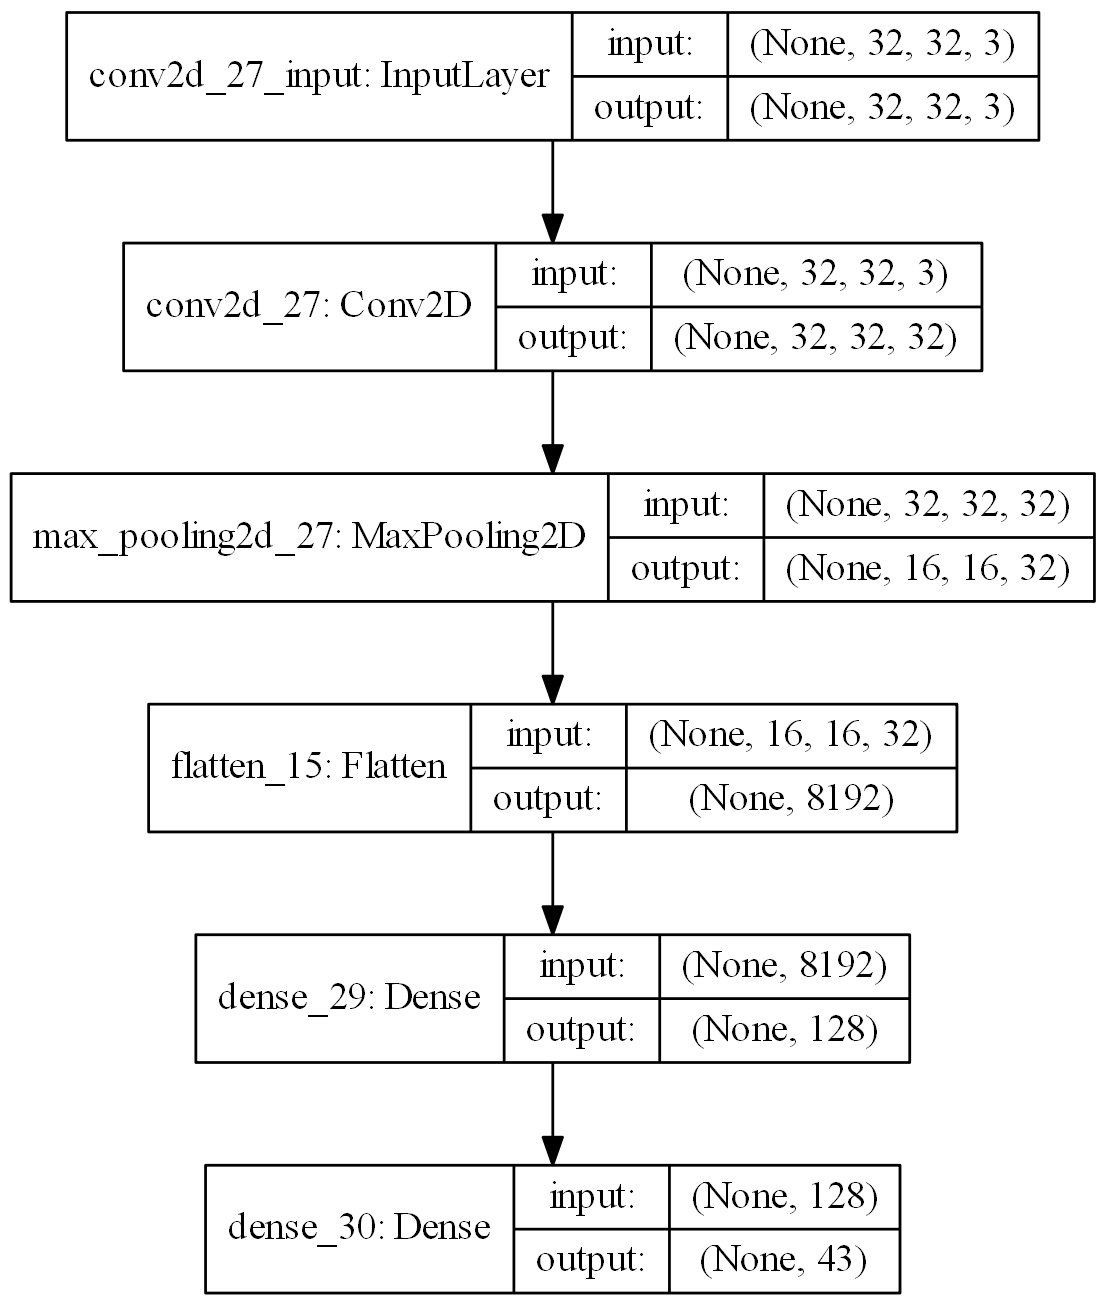 conv2d_27_input: InputLayer
input: (None, 32, 32, 3)
output: (None, 32, 32, 3)
conv2d_27: Conv2D
input: (None, 32, 32, 3)
output: (None, 32, 32, 32)
max_pooling2d_27: MaxPooling2D
input: (None, 32, 32, 32)
output: (None, 16, 16, 32)
flatten_15: Flatten
input: (None, 16, 16, 32)
output: (None, 8192)
dense_29: Dense
input: (None, 8192)
output: (None, 128)
dense_30: Dense
input: (None, 128)
output: (None, 43)